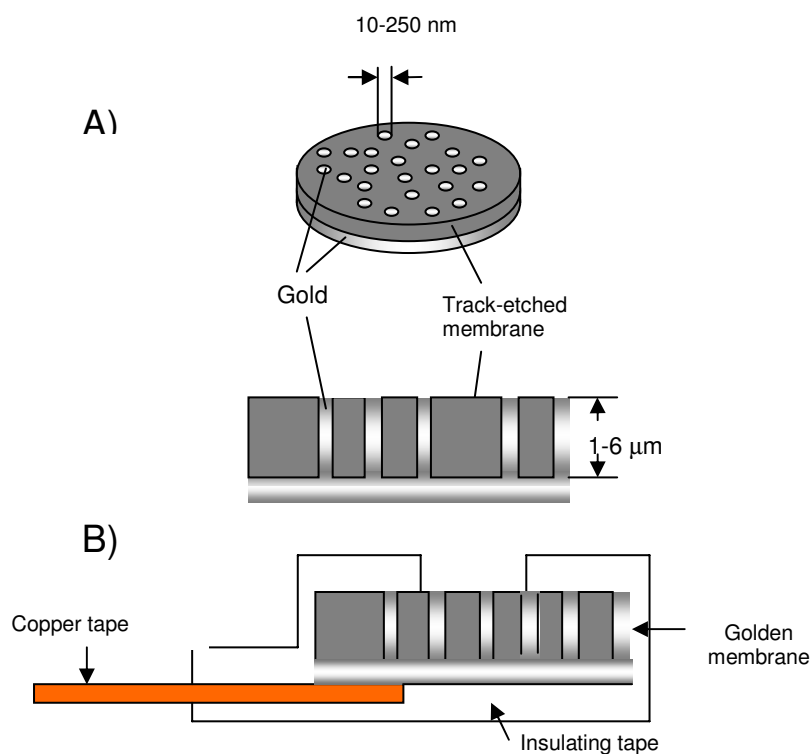 10-250 nm
A)
Gold
Track-etched
membrane
1-6 μm
B)
Copper tape
Golden
membrane
Insulating tape